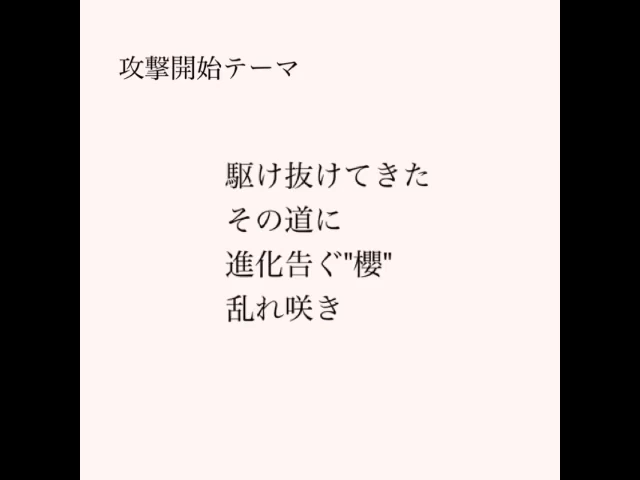 攻撃開始テーマ
駆け抜けてきた
その道に
進化告ぐ"櫻"
乱れ咲き